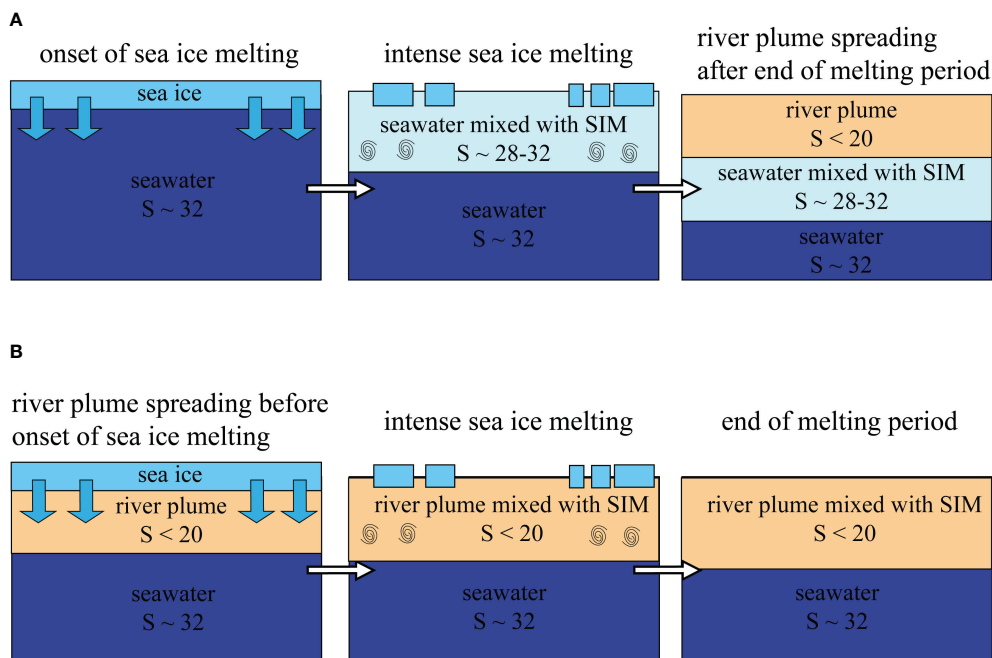 A
onset of sea ice melting
sea ice
seawater
S ~ 32
intense sea ice melting
seawater mixed with SIM
S ~ 28-32
seawater
S ~ 32
river plume spreading
after end of melting period
river plume
S < 20
seawater mixed with SIM
S ~ 28-32
seawater
S ~ 32
B
river plume spreading before
onset of sea ice melting
sea ice
river plume
S < 20
seawater
S ~ 32
intense sea ice melting
river plume mixed with SIM
S < 20
seawater
S ~ 32
end of melting period
river plume mixed with SIM
S < 20
seawater
S ~ 32